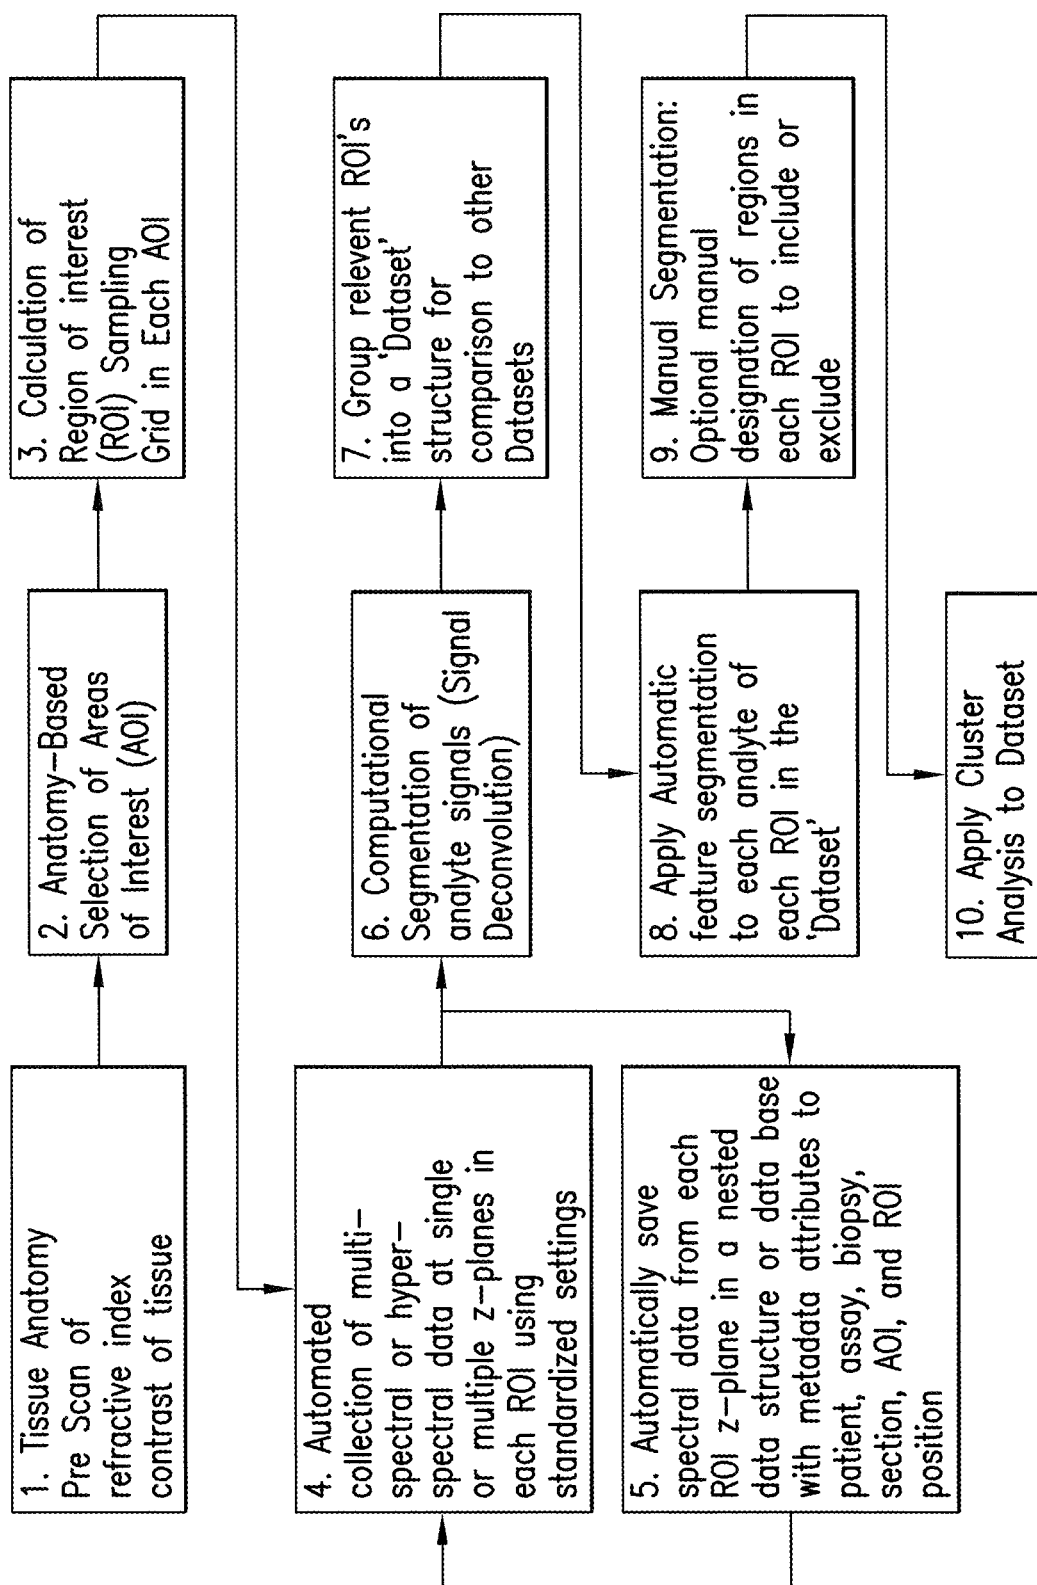 1. Tissue Anatomy
Pre Scan of
refractive index
contrast of tissue
2. Anatomy-Based
Selection of Areas
of Interest (AOI)
3. Calculation of
Region of interest
(ROI) Sampling
Grid in Each AOI
4. Automated
collection of multi-
spectral or hyper-
spectral data at single
or multiple z-planes in
each ROI using
standardized settings
5. Automatically save
spectral data from each
ROI z-plane in a nested
data structure or data base
with metadata attributes to
patient, assay, biopsy,
section, AOI, and ROI
position
6. Computational
Segmentation of
analyte signals (Signal
Deconvolution)
7. Group relevent ROI's
into a 'Dataset'
structure for
comparison to other
Datasets
8. Apply Automatic
feature segmentation
to each analyte of
each ROI in the
'Dataset'
9. Manual Segmentation:
Optional manual
designation of regions in
each ROI to include or
exclude
10. Apply Cluster
Analysis to Dataset